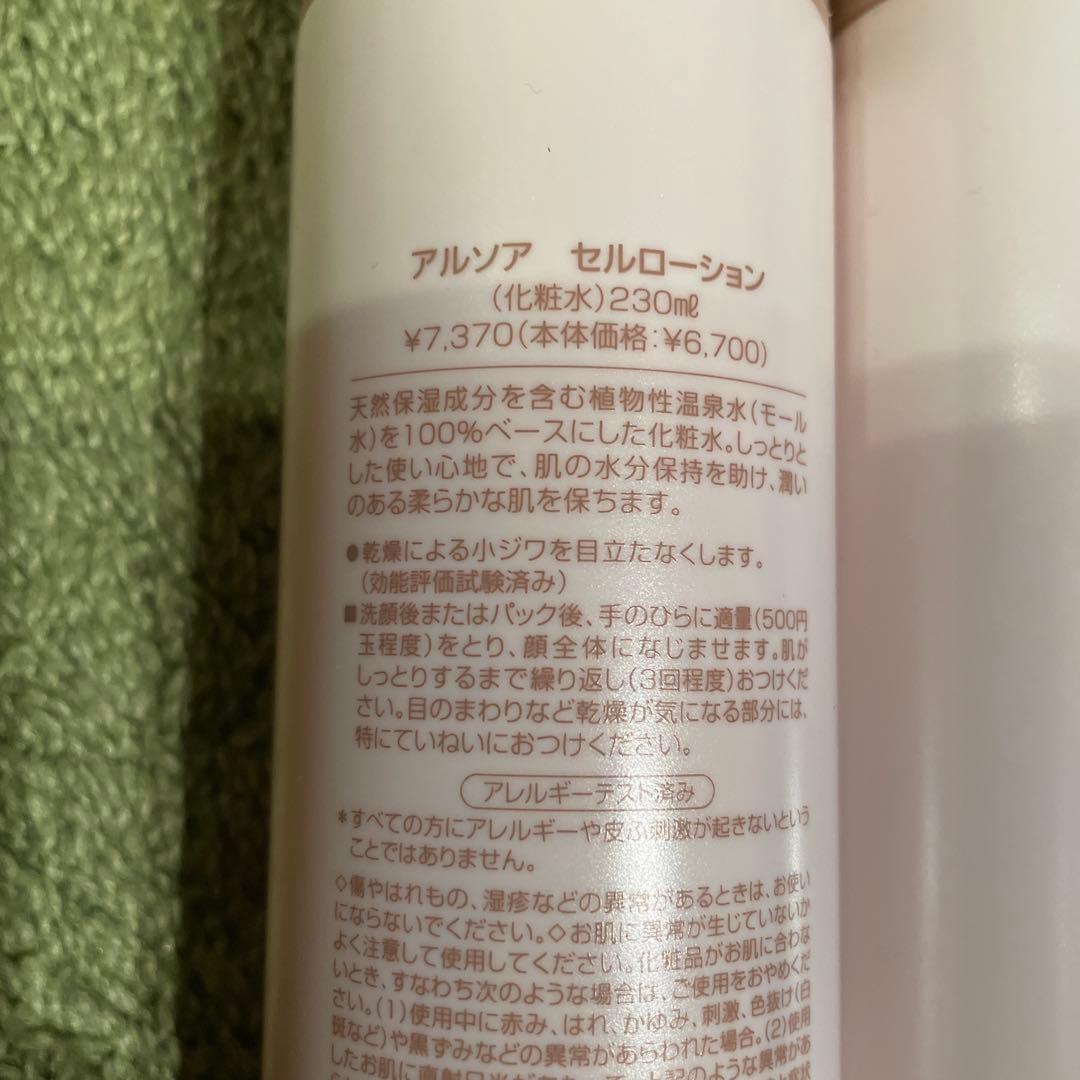 アルソア　セルローション
(化粧水)230㎖
¥7,370(本体価格:¥6,700)
天然保湿成分を含む植物性温泉水(モール
水)を100%ベースにした化粧水。しっとりと
した使い心地で、肌の水分保持を助け、潤い
のある柔らかな肌を保ちます。
●乾燥による小ジワを目立たなくします。
(効能評価試験済み)
■洗顔後またはパック後、手のひらに適量(500円
玉程度)をとり、顔全体になじませます。肌が
しっとりするまで繰り返し(3回程度)おつけくだ
さい。目のまわりなど乾燥が気になる部分には、
特にていねいにおつけください。
アレルギーテスト済み
*すべての方にアレルギーや皮ふ刺激が起きないという
ことではありません。
◇傷やはれもの、湿疹などの異常があるときは、お使い
にならないでください。◇お肌に異常が生じていないか
よく注意して使用してください。化粧品がお肌に合わな
いとき、すなわち次のような場合は、ご使用をおやめくだ
さい。(1)使用中に赤み、はれ、かゆみ、刺激、色抜け(白
斑など)や黒ずみなどの異常があらわれた場合。(2)使用
したお肌に直射日光が上記のような異常があ